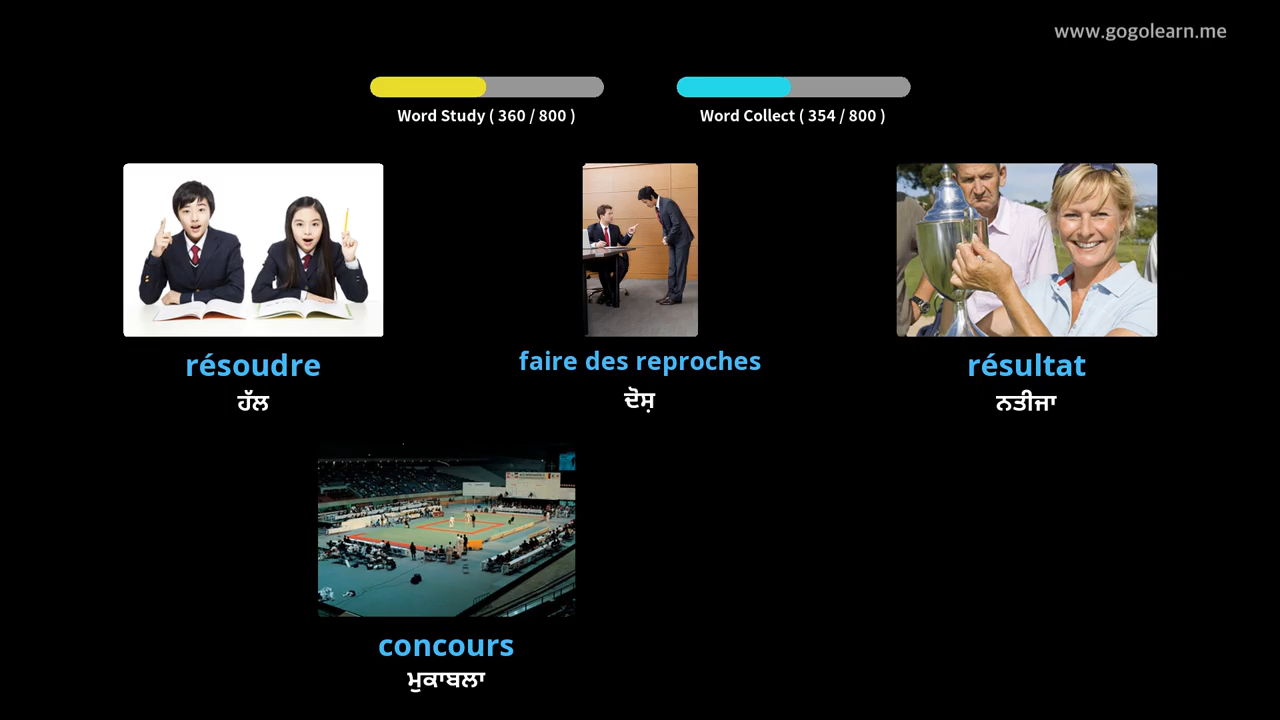 www.gogolearn.me
Word Study ( 360 / 800 )
Word Collect ( 354 / 800 )
résoudre
ਹੱਲ
faire des reproches
ਦੋਸ਼
résultat
ਨਤੀਜਾ
concours
ਮੁਕਾਬਲਾ